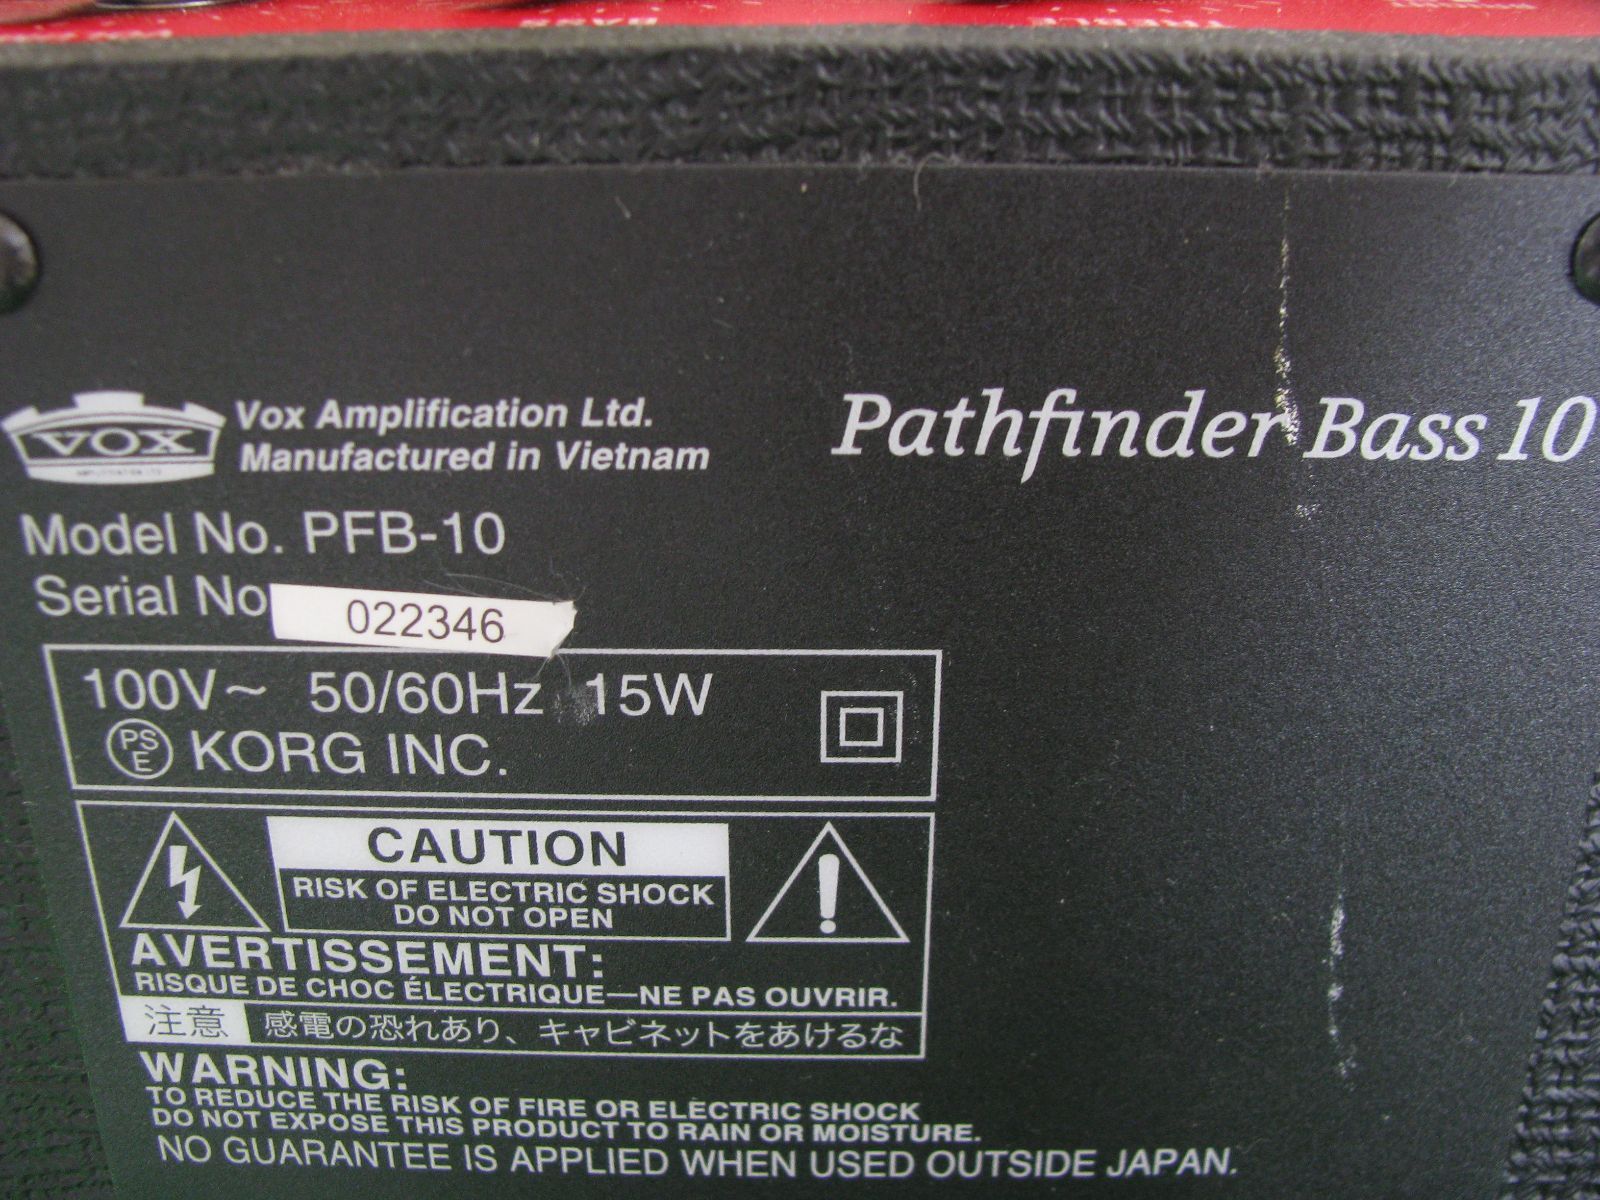 BASS
TREBLE
VOX
Vox Amplification Ltd.
Manufactured in Vietnam
Pathfinder Bass 10
Model No. PFB-10
Serial No
022346
100V~ 50/60Hz 15W
PSE KORG INC.
CAUTION
RISK OF ELECTRIC SHOCK
DO NOT OPEN
AVERTISSEMENT:
RISQUE DE CHOC ÉLECTRIQUE—NE PAS OUVRIR.
注意 感電の恐れあり、キャビネットをあけるな
WARNING:
TO REDUCE THE RISK OF FIRE OR ELECTRIC SHOCK
DO NOT EXPOSE THIS PRODUCT TO RAIN OR MOISTURE.
NO GUARANTEE IS APPLIED WHEN USED OUTSIDE JAPAN.